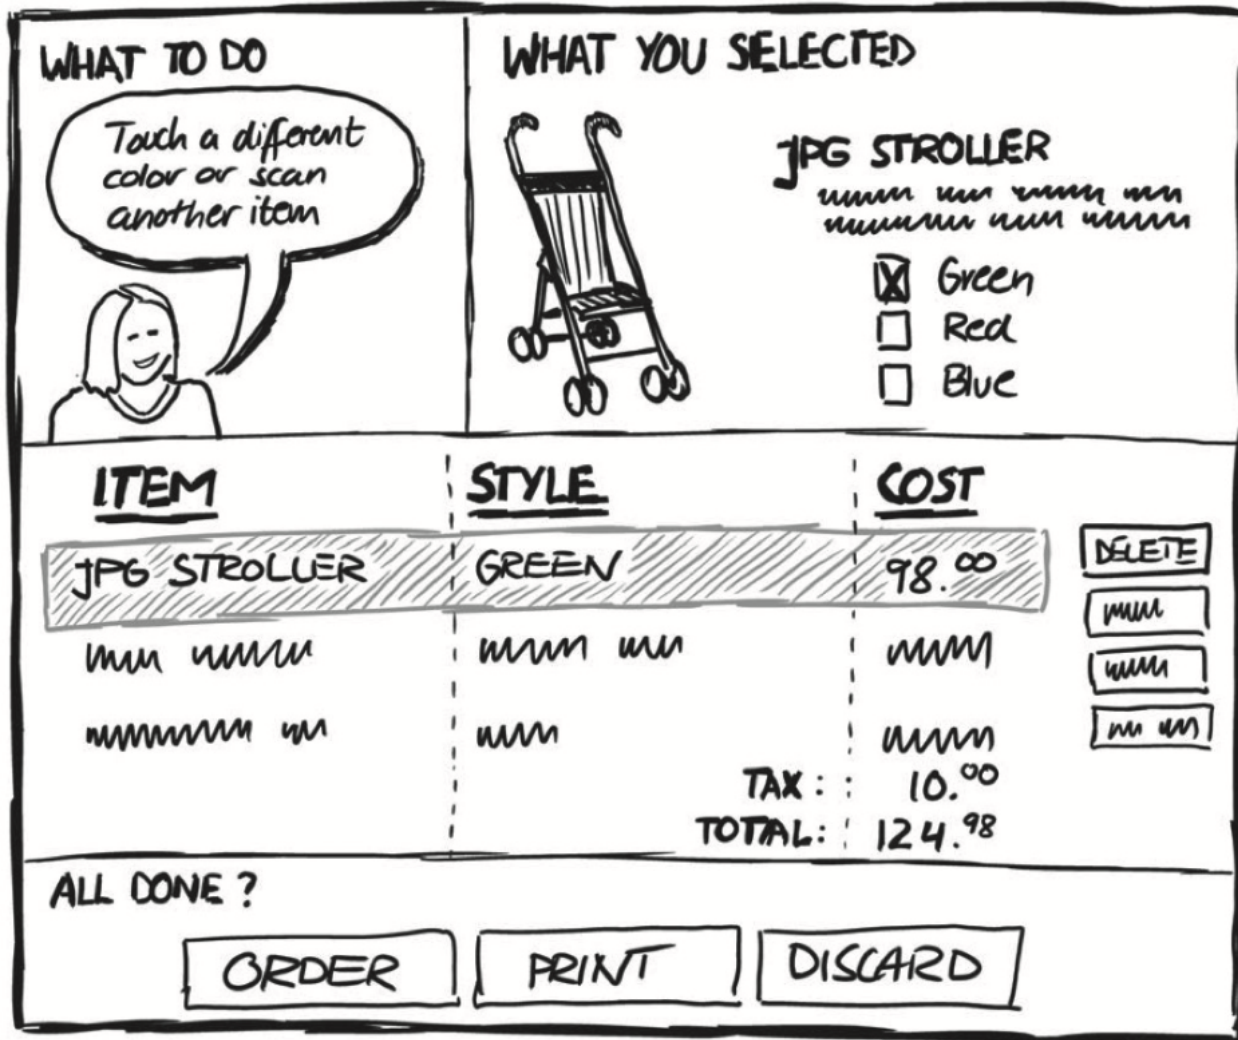 WHAT TO DO
Touch a different
color or scan
another item
WHAT YOU SELECTED
JPG STROLLER
Green
Red
Blue
ITEM STYLE COST
JPG STROLLER GREEN 98.00
DELETE
TAX: 10.00
TOTAL: 124.98
ALL DONE?
ORDER PRINT DISCARD